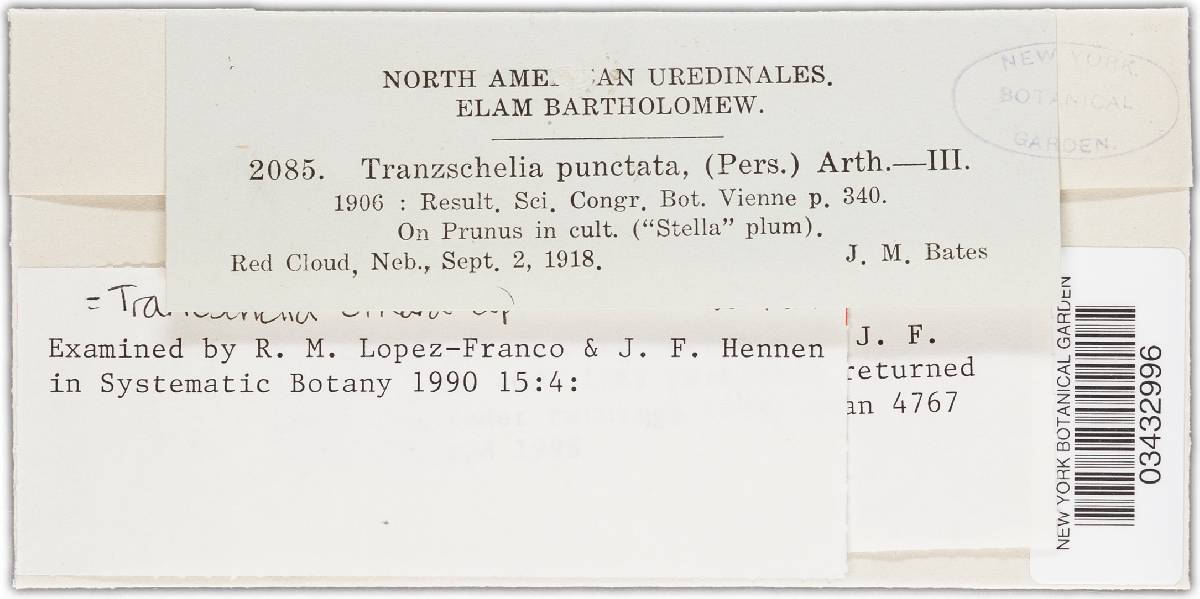 NORTH AME AN UREDINALES.
ELAM BARTHOLOMEW.
2085. Tranzschelia punctata, (Pers.) Arth.—III.
1906 : Result. Sci. Congr. Bot. Vienne p. 340.
On Prunus in cult. ("Stella" plum).
Red Cloud, Neb., Sept. 2, 1918.
J. M. Bates
NEW YORK
BOTANICAL
GARDEN.
Examined by R. M. Lopez-Franco & J. F. Hennen
in Systematic Botany 1990 15:4:
J. F.
returned
an 4767
NEW YORK BOTANICAL GARDEN
03432996